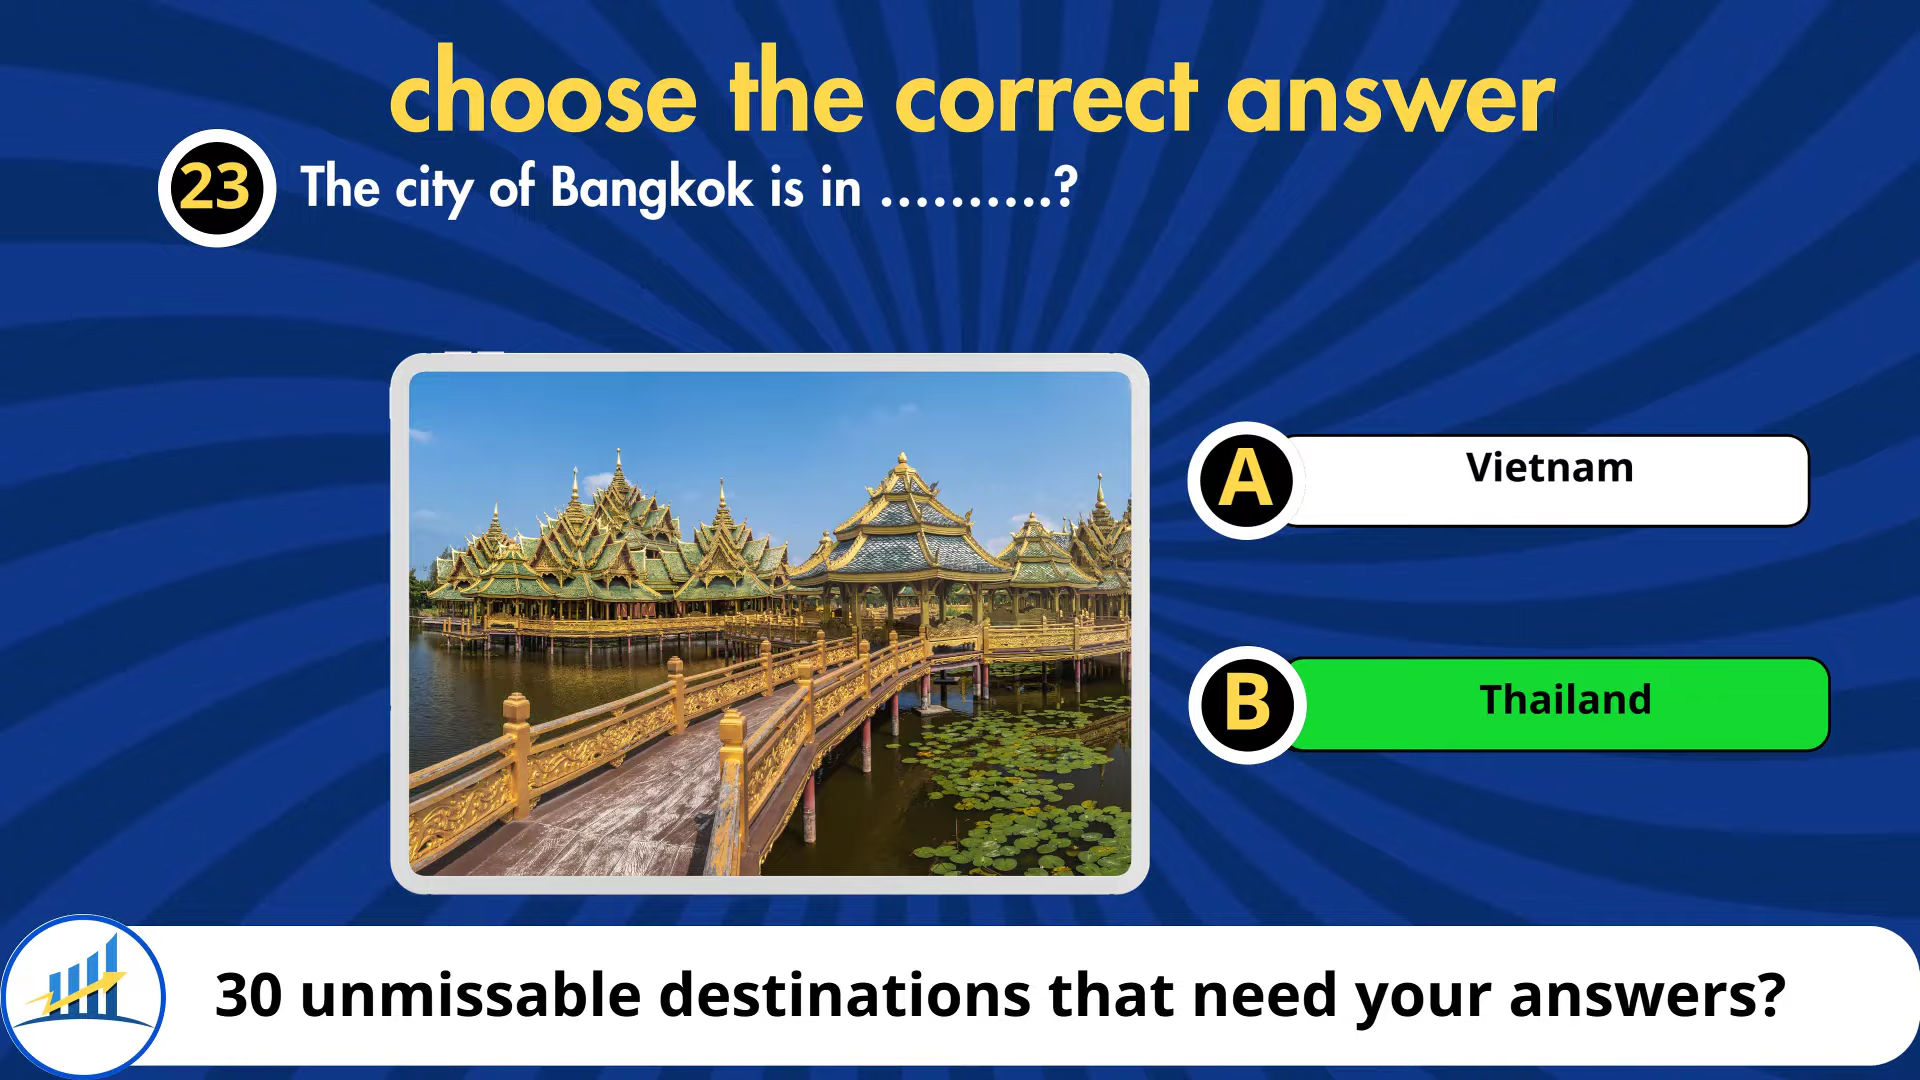 choose the correct answer
23
The city of Bangkok is in ..........?
A
Vietnam
B
Thailand
30 unmissable destinations that need your answers?